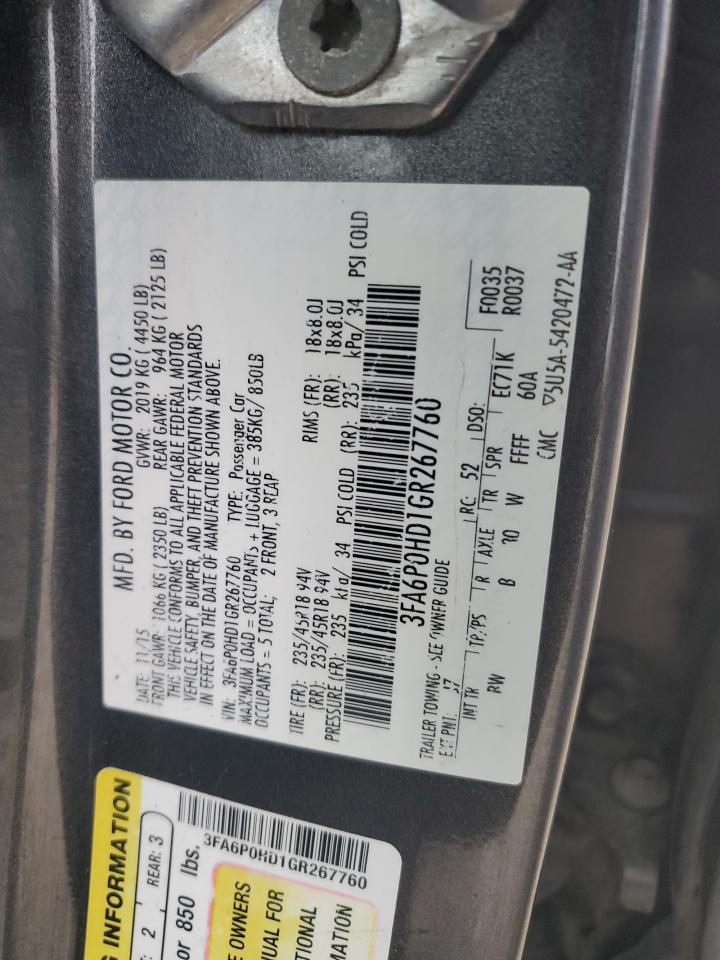 MFD. BY FORD MOTOR CO.
DATE: 11/15 GVWR: 2019 KG ( 4450 LB)
FRONT GAWR: 1066 KG ( 2350 LB) REAR GAWR: 964 KG ( 2125 LB)
THIS VEHICLE CONFORMS TO ALL APPLICABLE FEDERAL MOTOR
VEHICLE SAFETY, BUMPER, AND THEFT PREVENTION STANDARDS
IN EFFECT ON THE DATE OF MANUFACTURE SHOWN ABOVE.
VIN: 3FA6P0HD1GR267760 TYPE: Passenger Car
MAXIMUM LOAD = OCCUPANTS + LUGGAGE = 385KG/ 850LB
OCCUPANTS = 5 TOTAL; 2 FRONT, 3 REAR
TIRE (FR): 235/45R18 94V RIMS (FR): 18x8.0J
(RR): 235/45R18 94V (RR): 18x8.0J
PRESSURE (FR): 235 kPa/ 34 PSI COLD (RR): 235 kPa/ 34 PSI COLD
3FA6P0HD1GR267760
TRAILER TOWING - SEE OWNER GUIDE
EXT PNT: RC: 52 DSO: F0035
R0037
INT TR TP/PS R AXLE TR SPR EC71K
RW B W FFFF 60A
CMC ▽5U5A-5420472-AA
INFORMATION
2 REAR: 3
or 850 lbs.
3FA6P0HD1GR267760
OWNERS
FOR